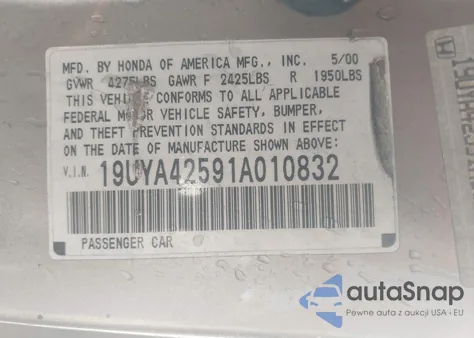 MFD. BY HONDA OF AMERICA MFG., INC. 5/00
GVWR 4275LBS GAWR F 2425LBS R 1950LBS
THIS VEHICLE CONFORMS TO ALL APPLICABLE
FEDERAL MOTOR VEHICLE SAFETY, BUMPER,
AND THEFT PREVENTION STANDARDS IN EFFECT
ON THE DATE OF MANUFACTURE SHOWN ABOVE:
V.I.N. 19UYA42591A010832
PASSENGER CAR
autoSnap
Pewne auta z aukcji USA - EU